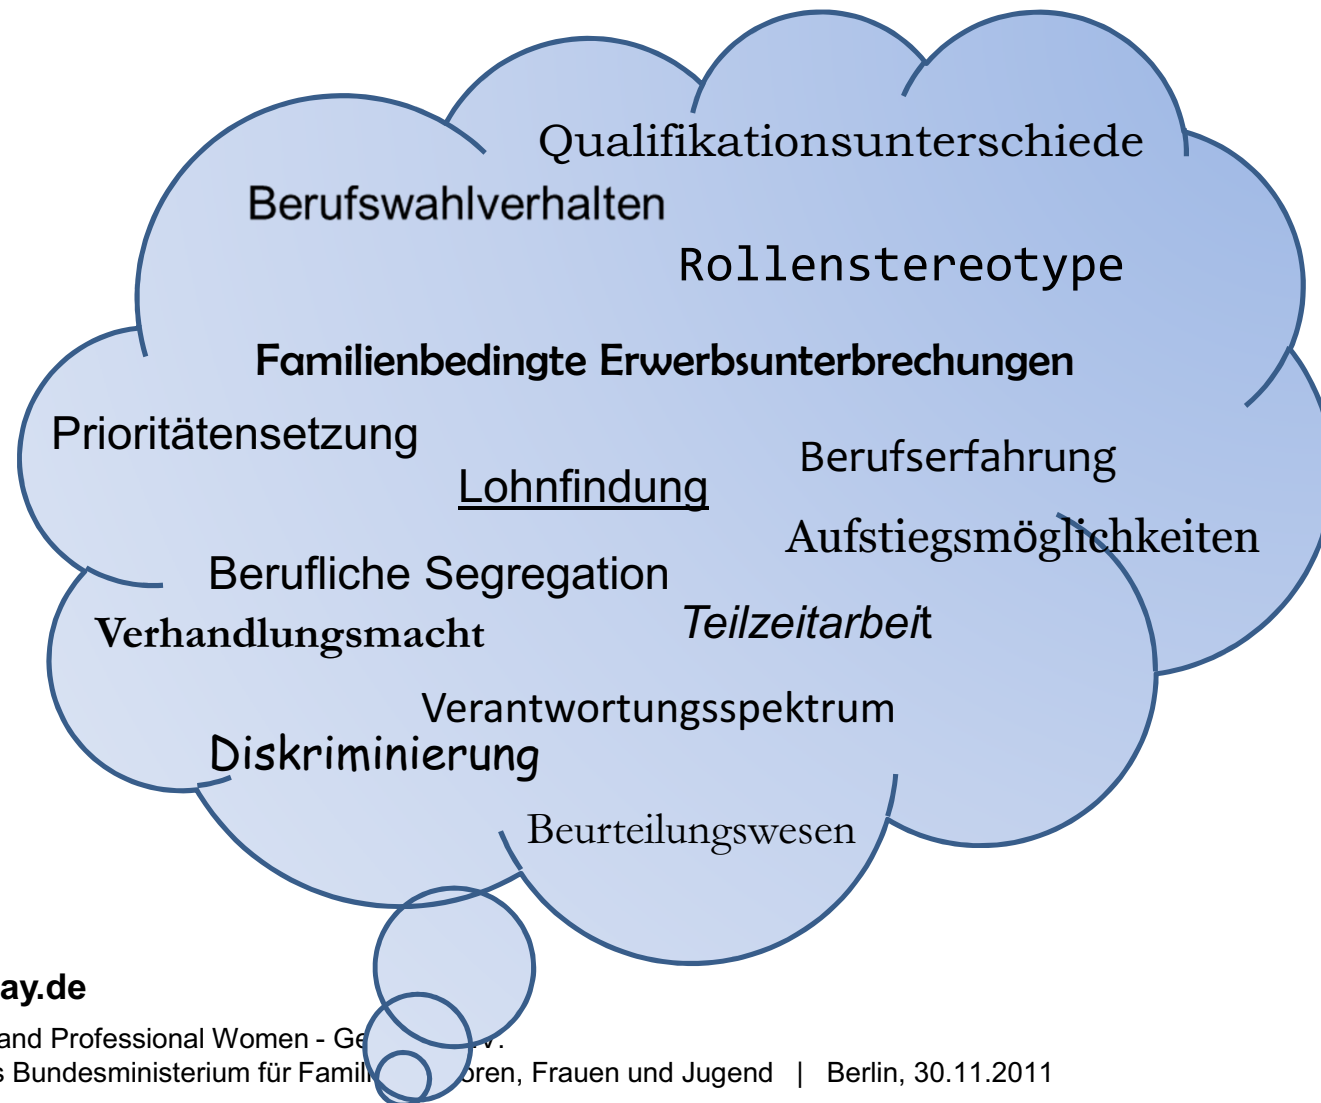 Qualifikationsunterschiede
Berufswahlverhalten
Rollenstereotype
Familienbedingte Erwerbsunterbrechungen
Prioritätensetzung
Berufserfahrung
Lohnfindung
Aufstiegsmöglichkeiten
Berufliche Segregation
Teilzeitarbeit
Verhandlungsmacht
Verantwortungsspektrum
Diskriminierung
Beurteilungswesen
ay.de
and Professional Women - Ge
s Bundesministerium für Famil oren, Frauen und Jugend | Berlin, 30.11.2011